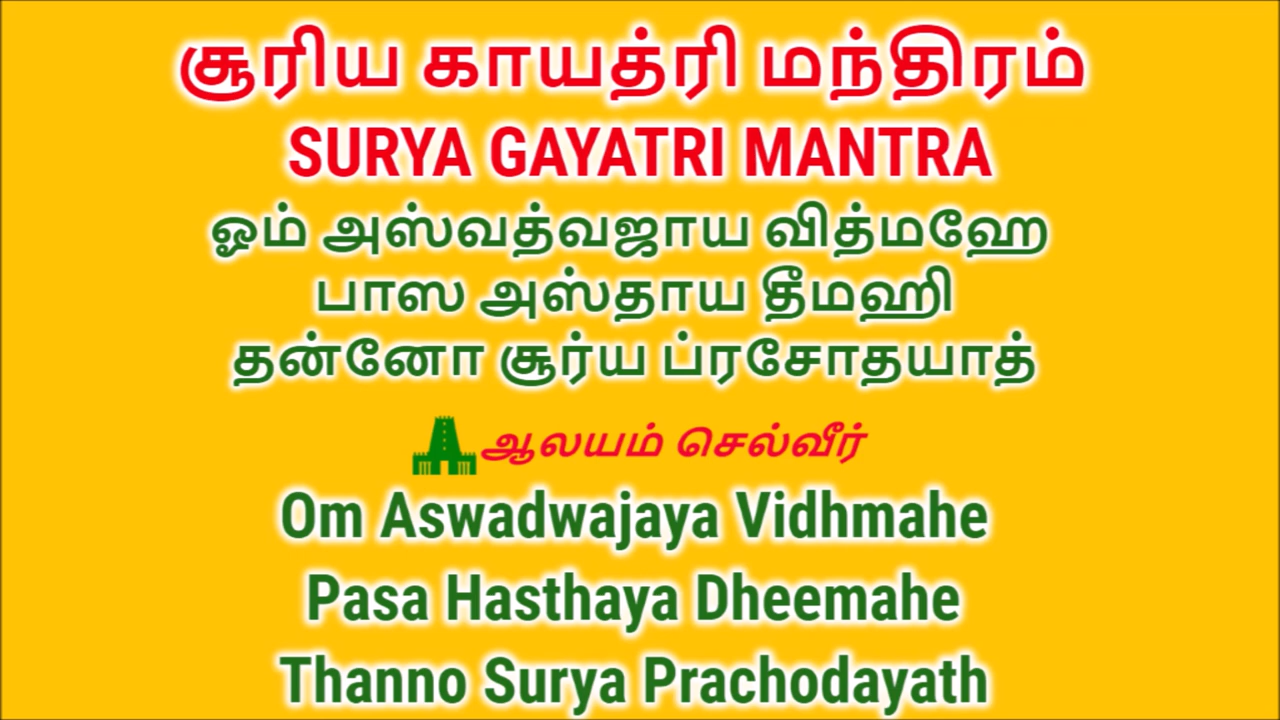 சூரிய காயத்ரி மந்திரம்
SURYA GAYATRI MANTRA
ஓம் அஸ்வத்வஜாய வித்மஹே
பாஸ அஸ்தாய தீமஹி
தன்னோ சூர்ய ப்ரசோதயாத்
ஆலயம் செல்வீர்
Om Aswadwajaya Vidhmahe
Pasa Hasthaya Dheemahe
Thanno Surya Prachodayath